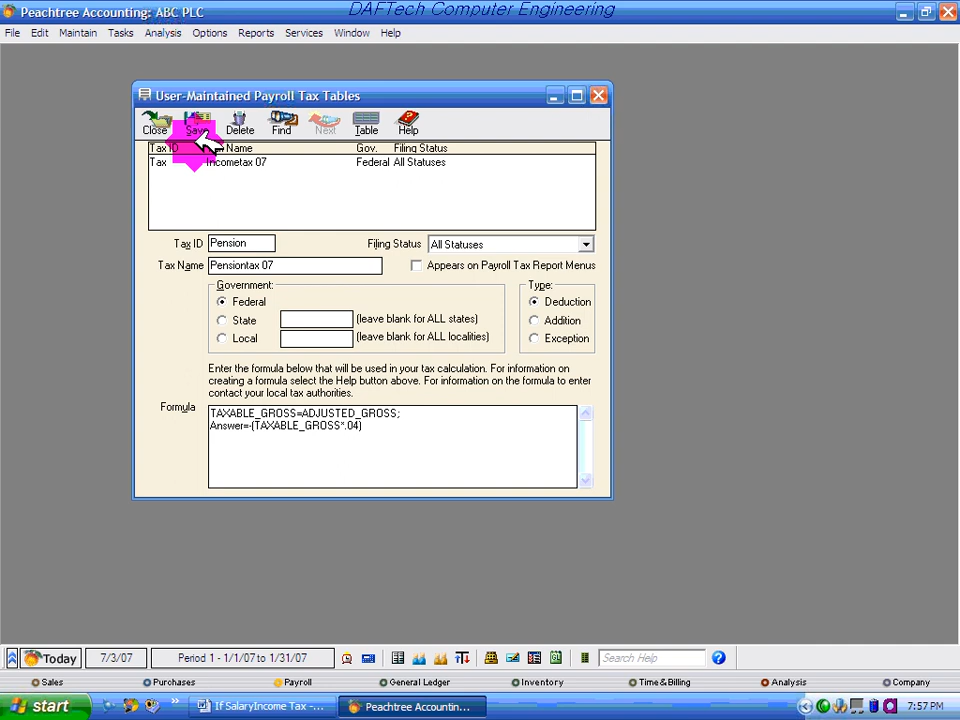 DAFTech Computer Engineering
Peachtree Accounting: ABC PLC
File Edit Maintain Tasks Analysis Options Reports Services Window Help
User-Maintained Payroll Tax Tables
Close Save Delete Find Next Table Help
Tax ID Name Gov. Filing Status
Tax Incometax 07 Federal All Statuses
Tax ID Pension Filing Status All Statuses
Tax Name Pensiontax 07 Appears on Payroll Tax Report Menus
Government: Type:
Federal Deduction
State (leave blank for ALL states) Addition
Local (leave blank for ALL localities) Exception
Enter the formula below that will be used in your tax calculation. For information on
creating a formula select the Help button above. For information on the formula to enter
contact your local tax authorities.
Formula
TAXABLE_GROSS=ADJUSTED_GROSS;
Answer=-(TAXABLE_GROSS*.04)
Today 7/3/07 Period 1 - 1/1/07 to 1/31/07 Search Help
Sales Purchases Payroll General Ledger Inventory Time & Billing Analysis Company
start If SalaryIncome Tax -... Peachtree Accountin... 7:57 PM